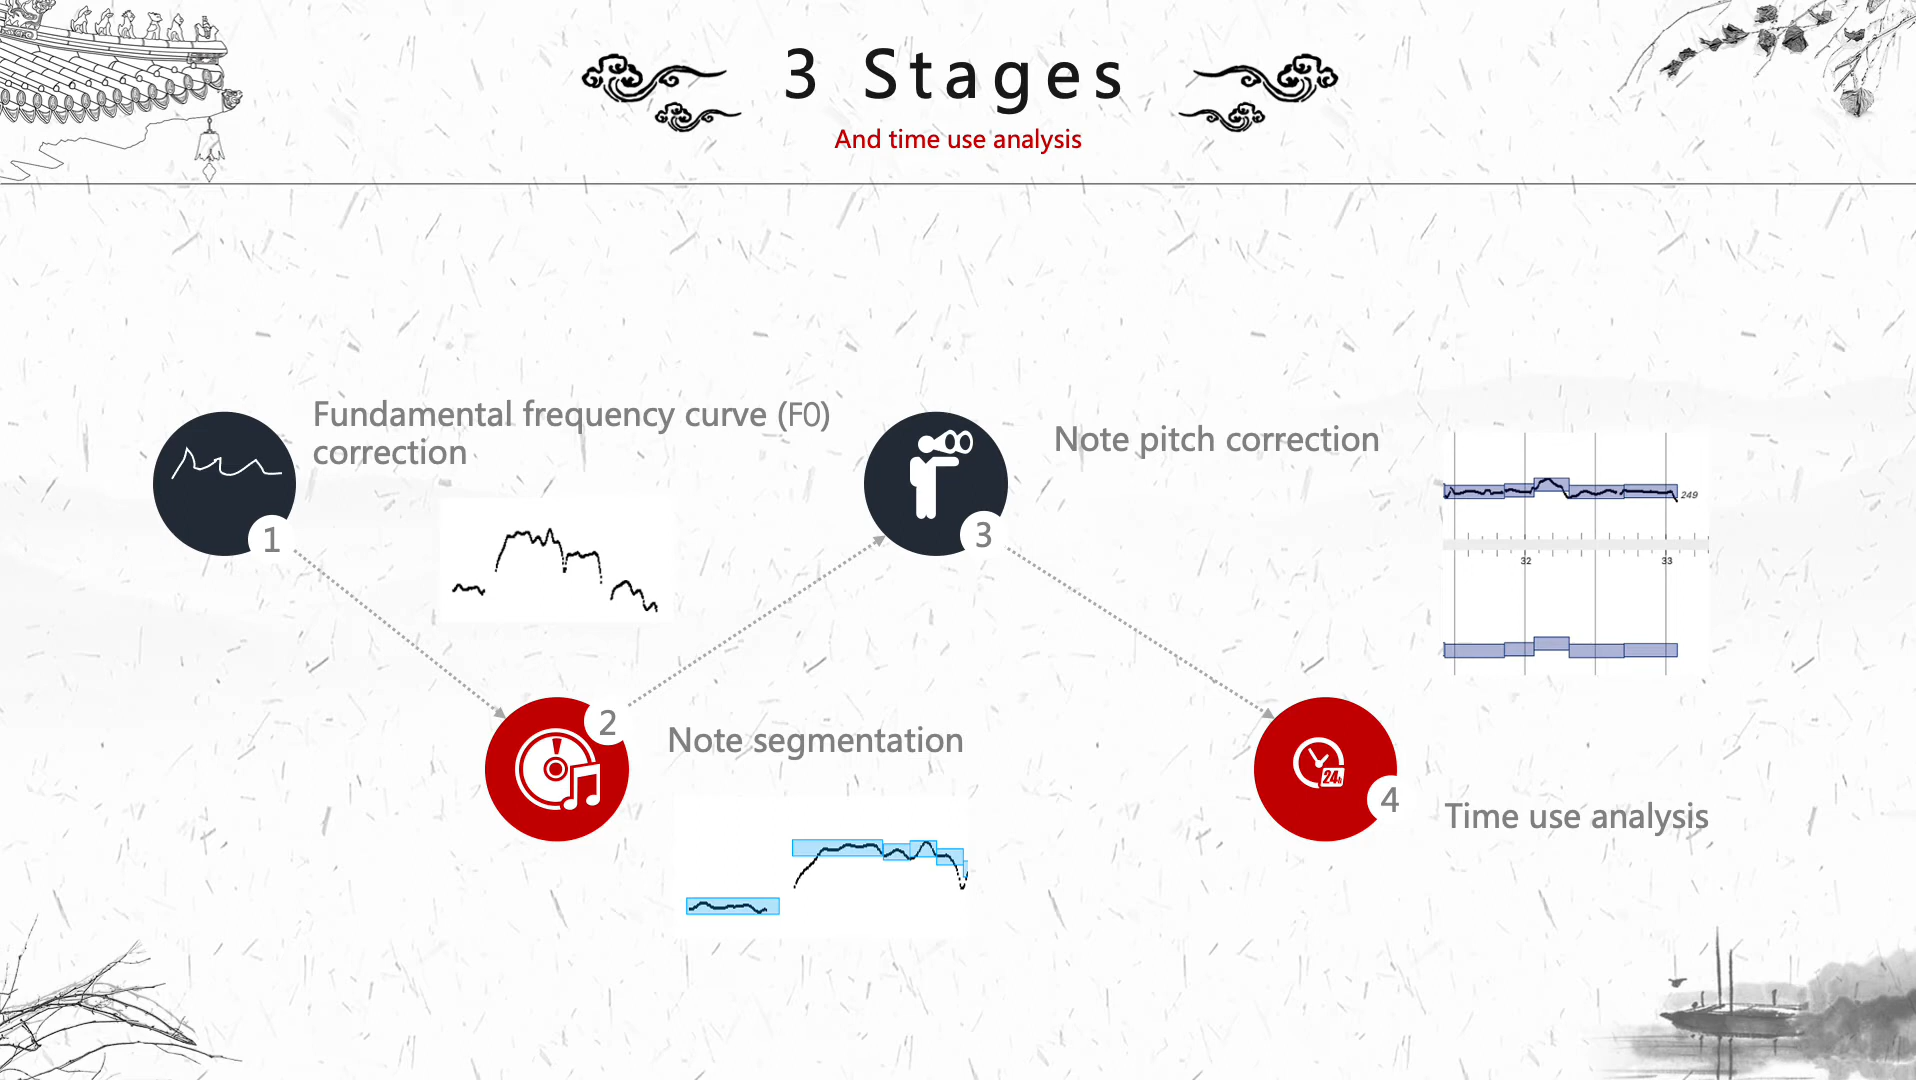 3 Stages
And time use analysis
Fundamental frequency curve (F0)
correction
1
3
Note pitch correction
249
32
33
2
Note segmentation
24h
4
Time use analysis